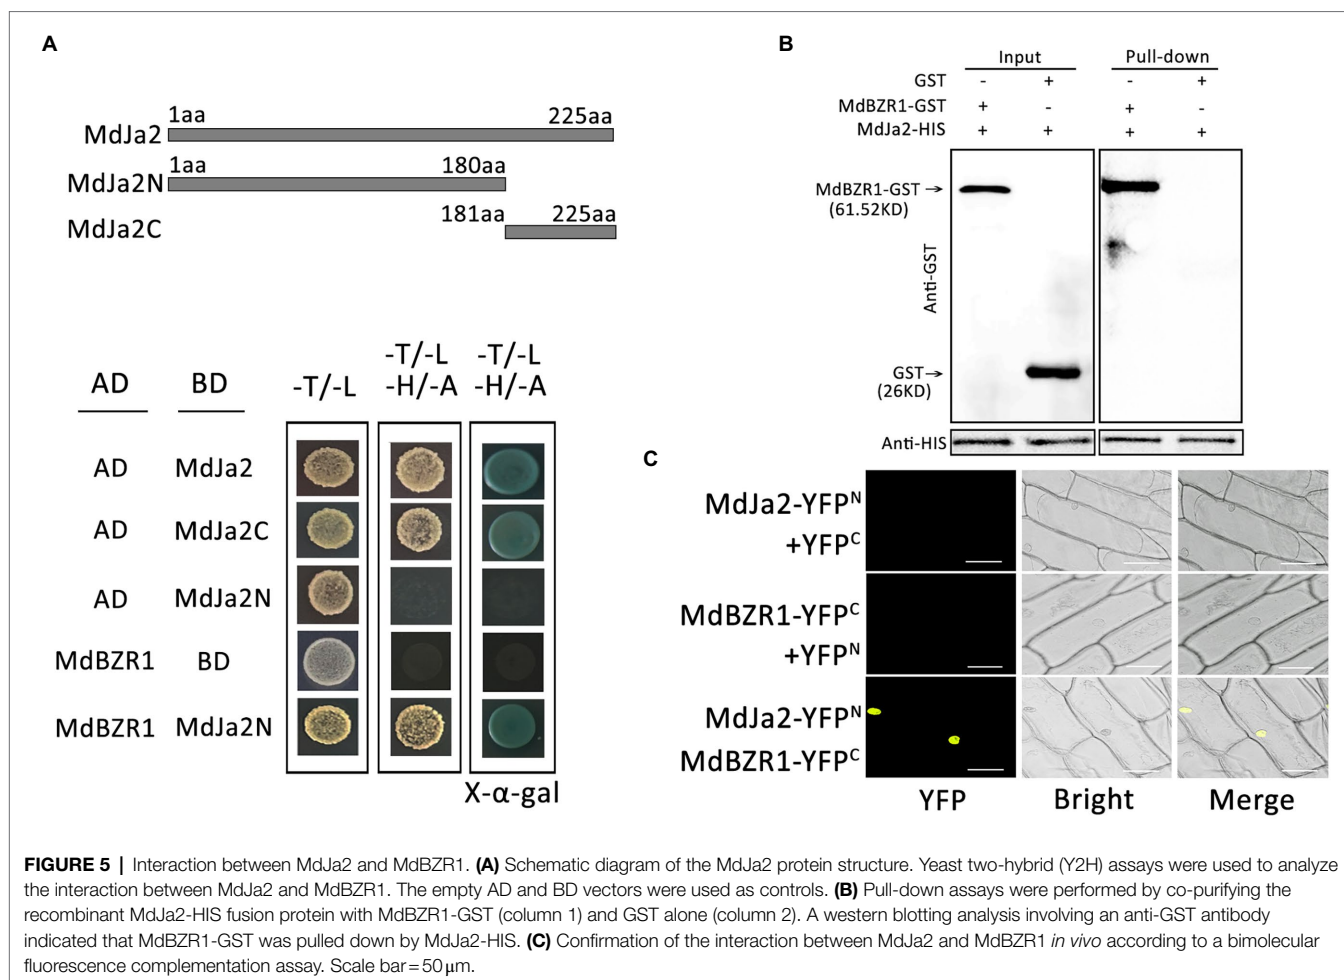 A
1aa 225aa
MdJa2
1aa 180aa
MdJa2N
181aa 225aa
MdJa2C
-T/-L -T/-L
AD BD -T/-L -H/-A -H/-A
AD MdJa2
AD MdJa2C
AD MdJa2N
MdBZR1 BD
MdBZR1 MdJa2N
X-α-gal
B
Input Pull-down
GST - + - +
MdBZR1-GST + - + -
MdJa2-HIS + + + +
MdBZR1-GST →
(61.52KD)
Anti-GST
GST→
(26KD)
Anti-HIS
C
MdJa2-YFPᴺ
+YFPᶜ
MdBZR1-YFPᶜ
+YFPᴺ
MdJa2-YFPᴺ
MdBZR1-YFPᶜ
YFP Bright Merge
FIGURE 5 | Interaction between MdJa2 and MdBZR1. (A) Schematic diagram of the MdJa2 protein structure. Yeast two-hybrid (Y2H) assays were used to analyze
the interaction between MdJa2 and MdBZR1. The empty AD and BD vectors were used as controls. (B) Pull-down assays were performed by co-purifying the
recombinant MdJa2-HIS fusion protein with MdBZR1-GST (column 1) and GST alone (column 2). A western blotting analysis involving an anti-GST antibody
indicated that MdBZR1-GST was pulled down by MdJa2-HIS. (C) Confirmation of the interaction between MdJa2 and MdBZR1 in vivo according to a bimolecular
fluorescence complementation assay. Scale bar=50 μm.